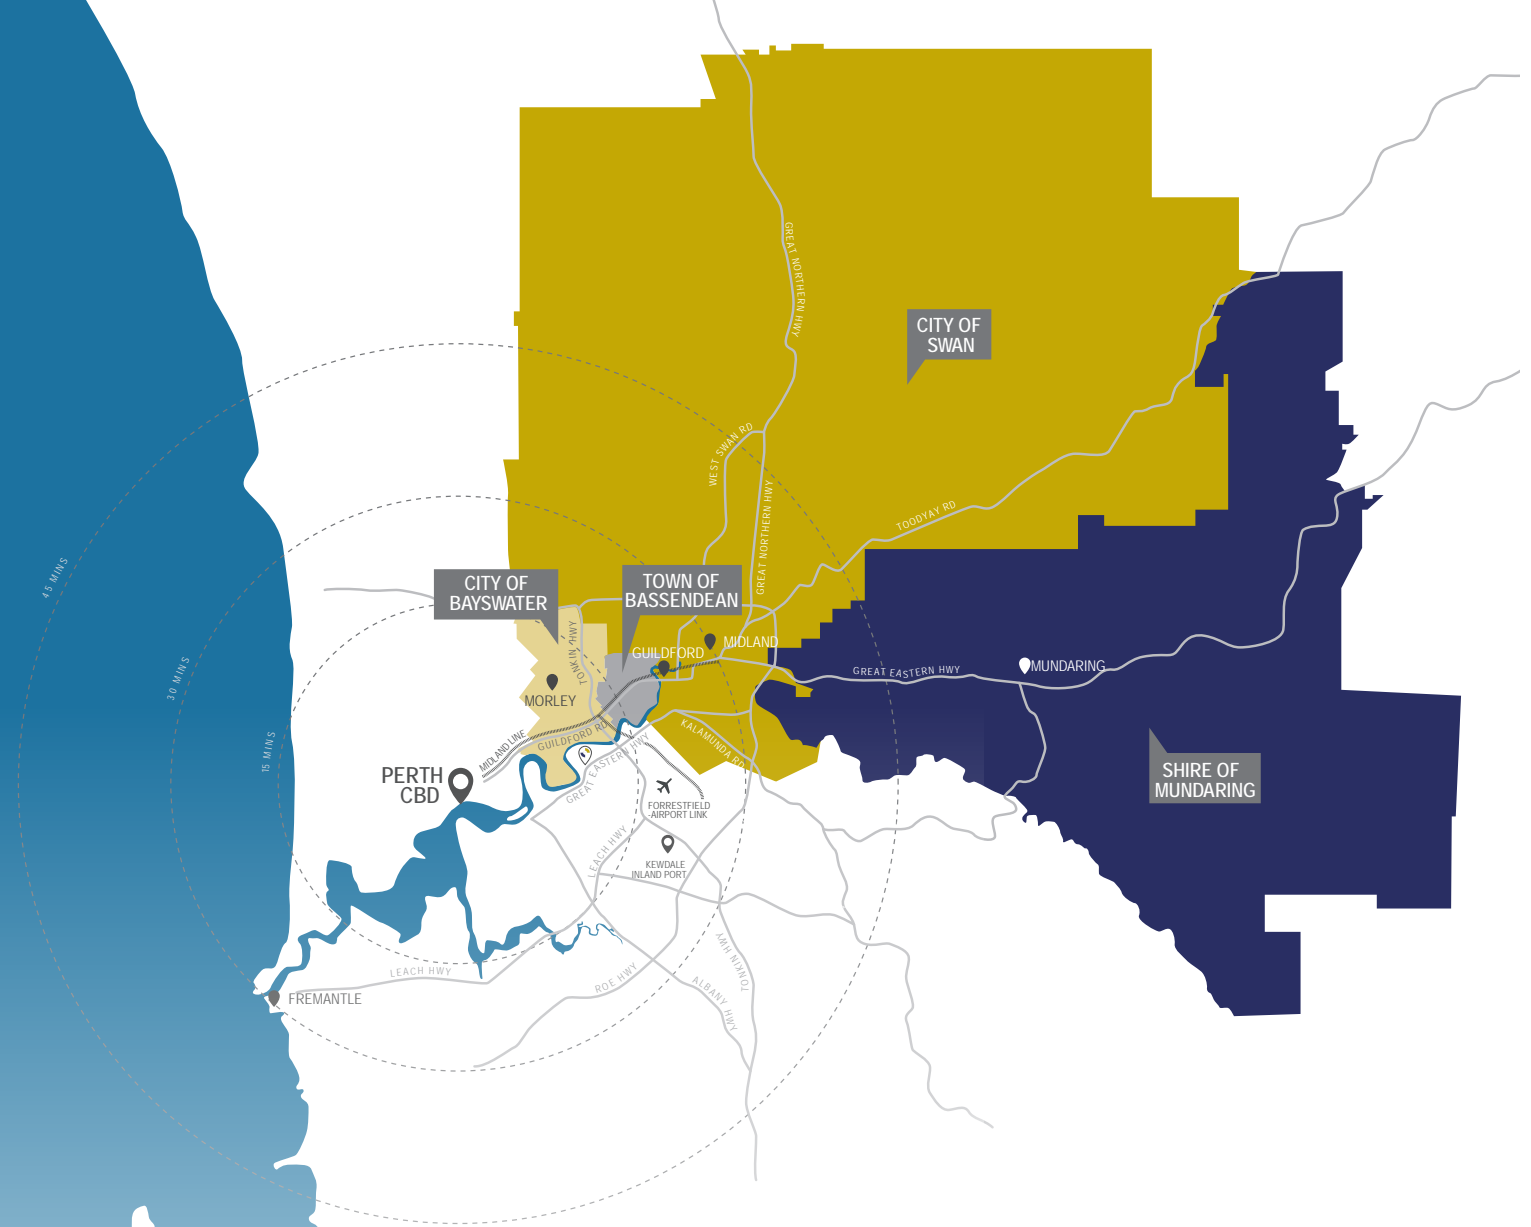 GREAT NORTHERN HWY
CITY OF
SWAN
WEST SWAN RD
GREAT NORTHERN HWY
TOODYAY RD
45 MINS
30 MINS
15 MINS
CITY OF
BAYSWATER
TOWN OF
BASSENDEAN
TONKIN HWY
GUILDFORD
MIDLAND
MORLEY
GREAT EASTERN HWY
MUNDARING
MIDLAND LINE
GUILDFORD RD
GREAT EASTERN HWY
KALAMUNDA RD
PERTH
CBD
SHIRE OF
MUNDARING
FORRESTFIELD
-AIRPORT LINK
LEACH HWY
KEWDALE
INLAND PORT
LEACH HWY
ROE HWY
TONKIN HWY
ALBANY HWY
FREMANTLE